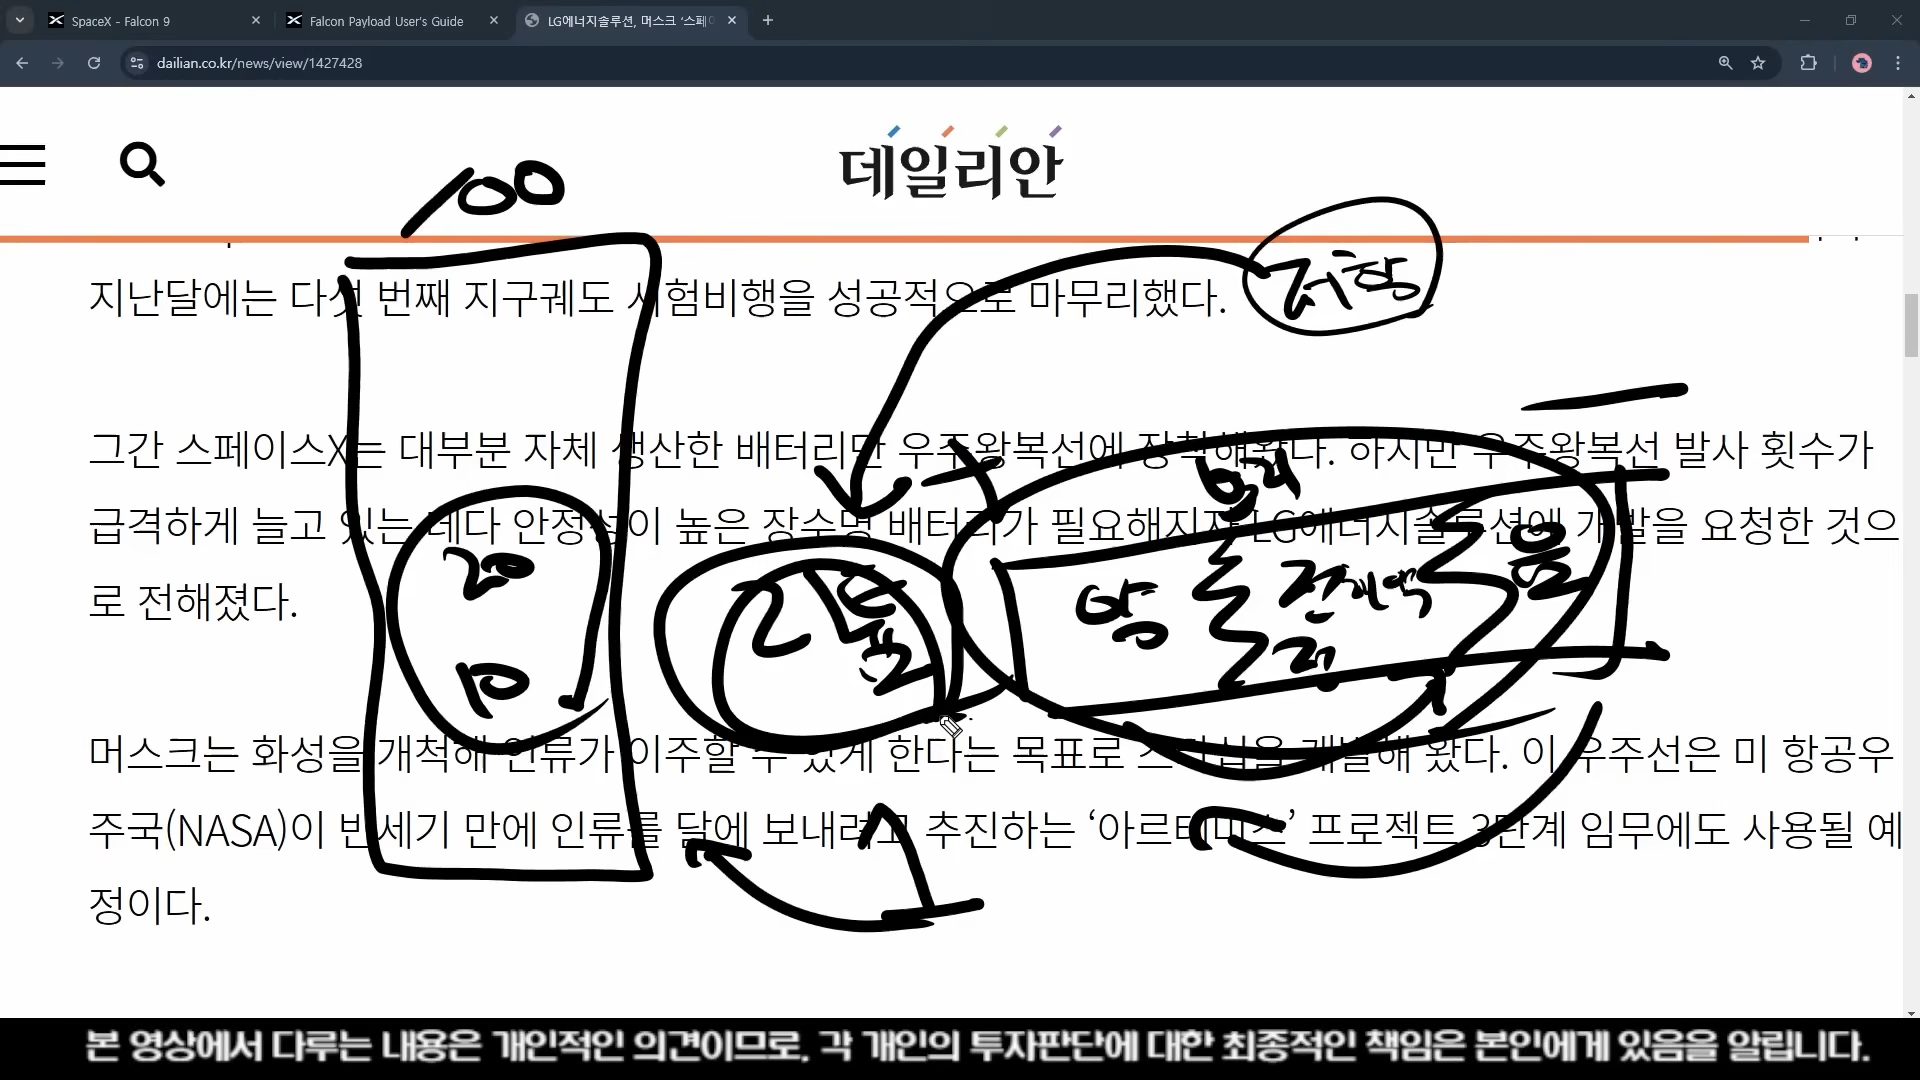 SpaceX - Falcon 9
Falcon Payload User's Guide
LG에너지솔루션, 머스크 ‘스페이
dailian.co.kr/news/view/1427428
데일리안
100
저항
지난달에는 다섯 번째 지구궤도 시험비행을 성공적으로 마무리했다.
그간 스페이스X는 대부분 자체 생산한 배터리만 우주왕복선에 장착해왔다. 하지만 우주왕복선 발사 횟수가
급격하게 늘고 있는 데다 안정성이 높은 장수명 배터리가 필요해지자 LG에너지솔루션에 개발을 요청한 것으
로 전해졌다.
분리
20
리튬
양
전해액
음
10
머스크는 화성을 개척해 인류가 이주할 수 있게 한다는 목표로 스타십을 개발해 왔다. 이 우주선은 미 항공우
주국(NASA)이 반세기 만에 인류를 달에 보내려고 추진하는 ‘아르테미스’ 프로젝트 3단계 임무에도 사용될 예
정이다.
본 영상에서 다루는 내용은 개인적인 의견이므로, 각 개인의 투자판단에 대한 최종적인 책임은 본인에게 있음을 알립니다.